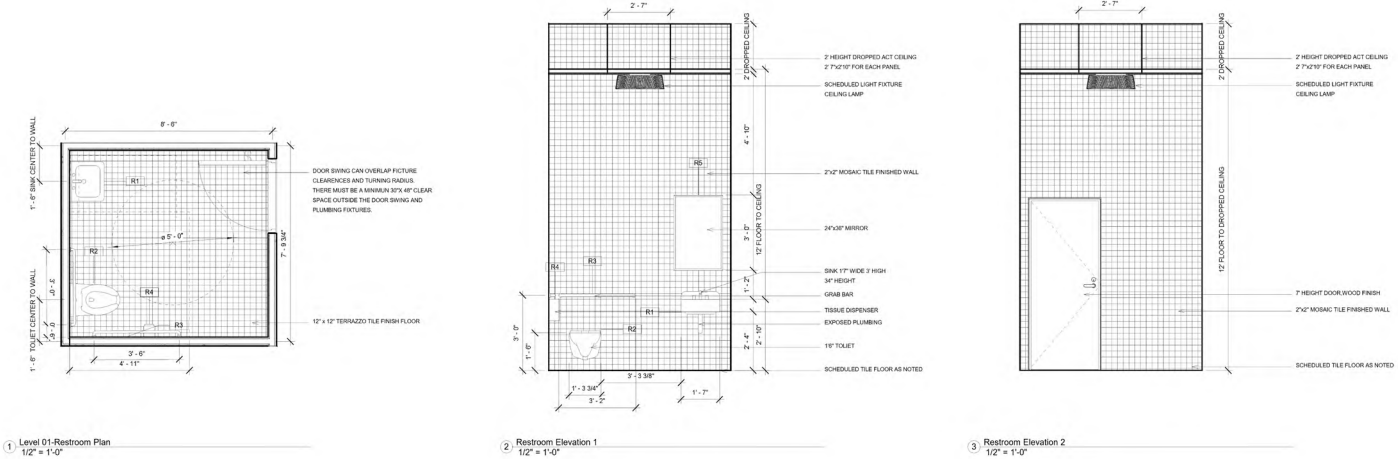 8' - 6"
1' - 6" SINK CENTER TO WALL
R1
DOOR SWING CAN OVERLAP FICTURE
CLEARENCES AND TURNING RADIUS.
THERE MUST BE A MINIMUN 30"X 48" CLEAR
SPACE OUTSIDE THE DOOR SWING AND
PLUMBING FIXTURES.
ø 5' - 0"
R2
7' - 9 3/4"
3' - 0"
R4
1' - 6" TOLIET CENTER TO WALL
0' - 6"
R3
12" x 12" TERRAZZO TILE FINISH FLOOR
3' - 6"
4' - 11"
1
Level 01-Restroom Plan
1/2" = 1'-0"
2' - 7"
2' DROPPED CEILING
2' HEIGHT DROPPED ACT CEILING
2' 7"x2'10" FOR EACH PANEL
SCHEDULED LIGHT FIXTURE
CEILING LAMP
4' - 10"
R5
2"x2" MOSAIC TILE FINISHED WALL
12' FLOOR TO CEILING
3' - 0"
24"x36" MIRROR
R4
R3
SINK 1'7" WIDE 3' HIGH
34" HEIGHT
1' - 2"
GRAB BAR
R1
TISSUE DISPENSER
EXPOSED PLUMBING
R2
3' - 0"
1' - 6"
2' - 4"
2' - 10"
1'6" TOLIET
SCHEDULED TILE FLOOR AS NOTED
3' - 3 3/8"
1' - 3 3/4"
1' - 7"
3' - 2"
2
Restroom Elevation 1
1/2" = 1'-0"
2' - 7"
2' DROPPED CEILING
2' HEIGHT DROPPED ACT CEILING
2' 7"x2'10" FOR EACH PANEL
SCHEDULED LIGHT FIXTURE
CEILING LAMP
12' FLOOR TO DROPPED CEILING
7' HEIGHT DOOR,WOOD FINISH
2"x2" MOSAIC TILE FINISHED WALL
SCHEDULED TILE FLOOR AS NOTED
3
Restroom Elevation 2
1/2" = 1'-0"